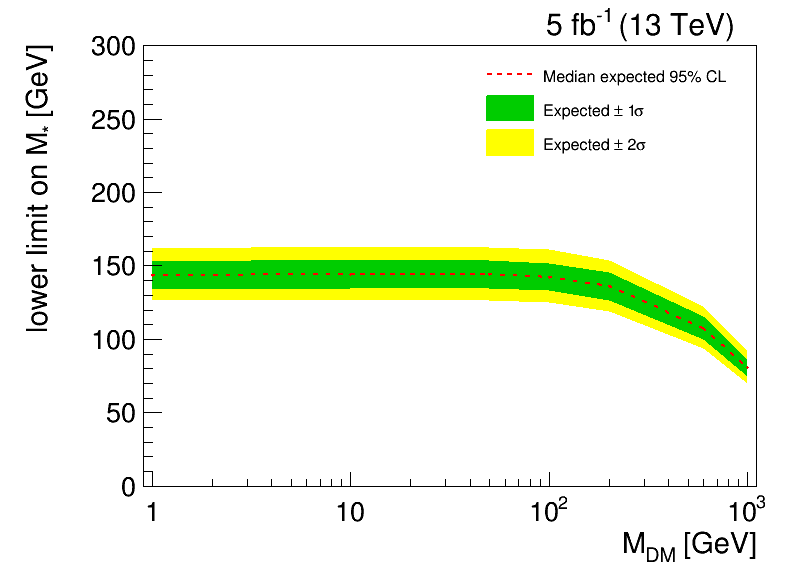 5 fb⁻¹ (13 TeV)
lower limit on M* [GeV]
300
250
200
150
100
50
0
Median expected 95% CL
Expected ± 1σ
Expected ± 2σ
1
10
10²
10³
M_DM [GeV]